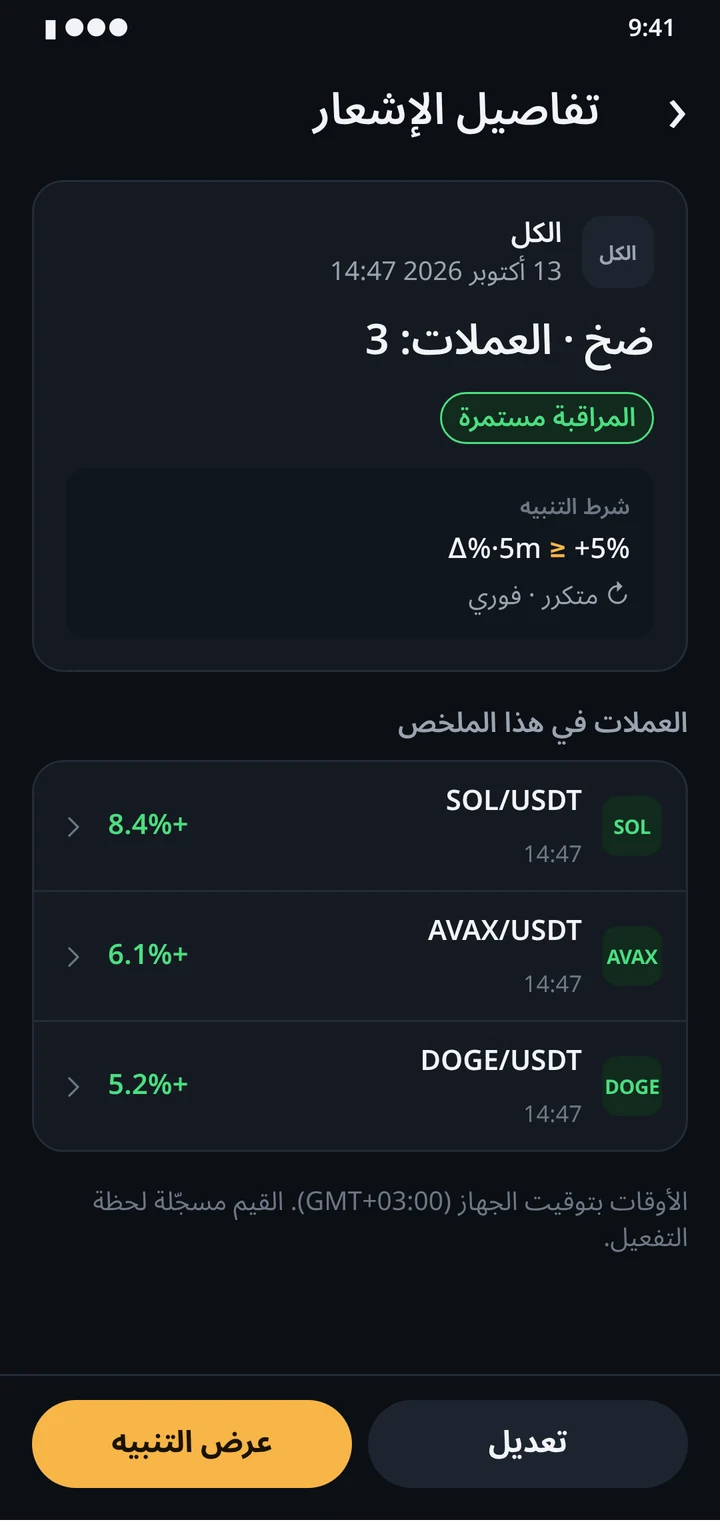 9:41
تفاصيل الإشعار
الكل
الكل
13 أكتوبر 2026 14:47
ضخ · العملات: 3
المراقبة مستمرة
شرط التنبيه
Δ%·5m ≥ +5%
↻ متكرر · فوري
العملات في هذا الملخص
SOL
SOL/USDT
14:47
8.4%+
AVAX
AVAX/USDT
14:47
6.1%+
DOGE
DOGE/USDT
14:47
5.2%+
الأوقات بتوقيت الجهاز (GMT+03:00). القيم مسجّلة لحظة
التفعيل.
تعديل
عرض التنبيه